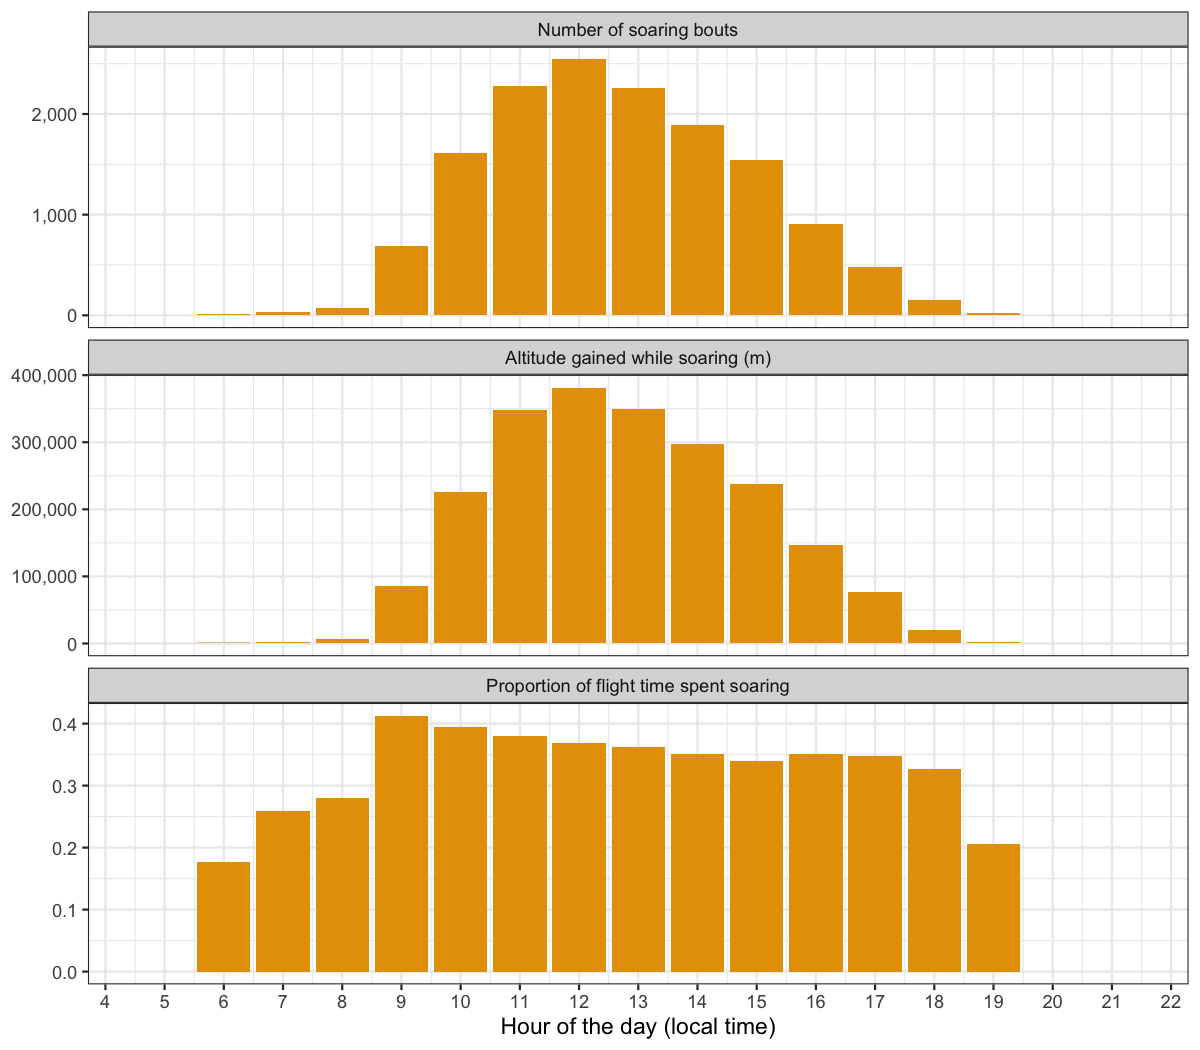 Number of soaring bouts
2,000
1,000
0
Altitude gained while soaring (m)
400,000
300,000
200,000
100,000
0
Proportion of flight time spent soaring
0.4
0.3
0.2
0.1
0.0
4 5 6 7 8 9 10 11 12 13 14 15 16 17 18 19 20 21 22
Hour of the day (local time)